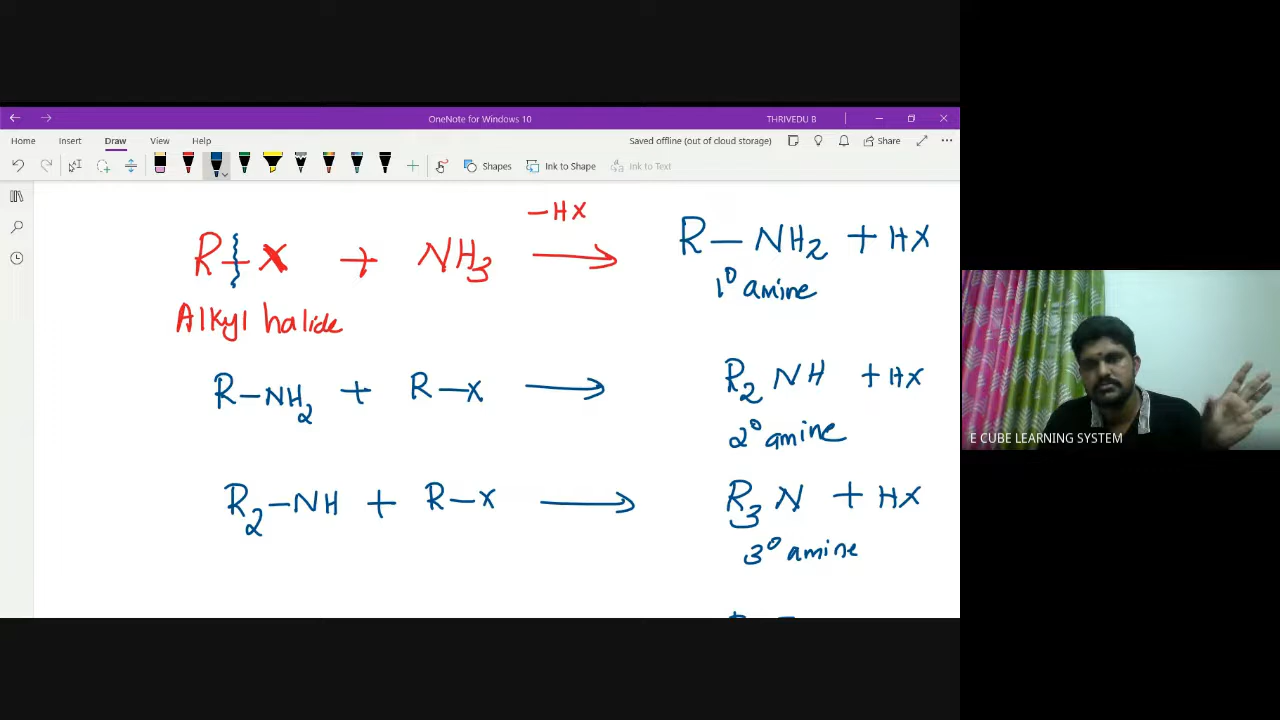 OneNote for Windows 10
THRIVEDU B
Home Insert Draw View Help
Saved offline (out of cloud storage)
Share
Shapes
Ink to Shape
Ink to Text
R-X + NH3 -HX → R-NH2 + HX
Alkyl halide
1° amine
R-NH2 + R-X → R2NH + HX
2° amine
R2-NH + R-X → R3N + HX
3° amine
E CUBE LEARNING SYSTEM